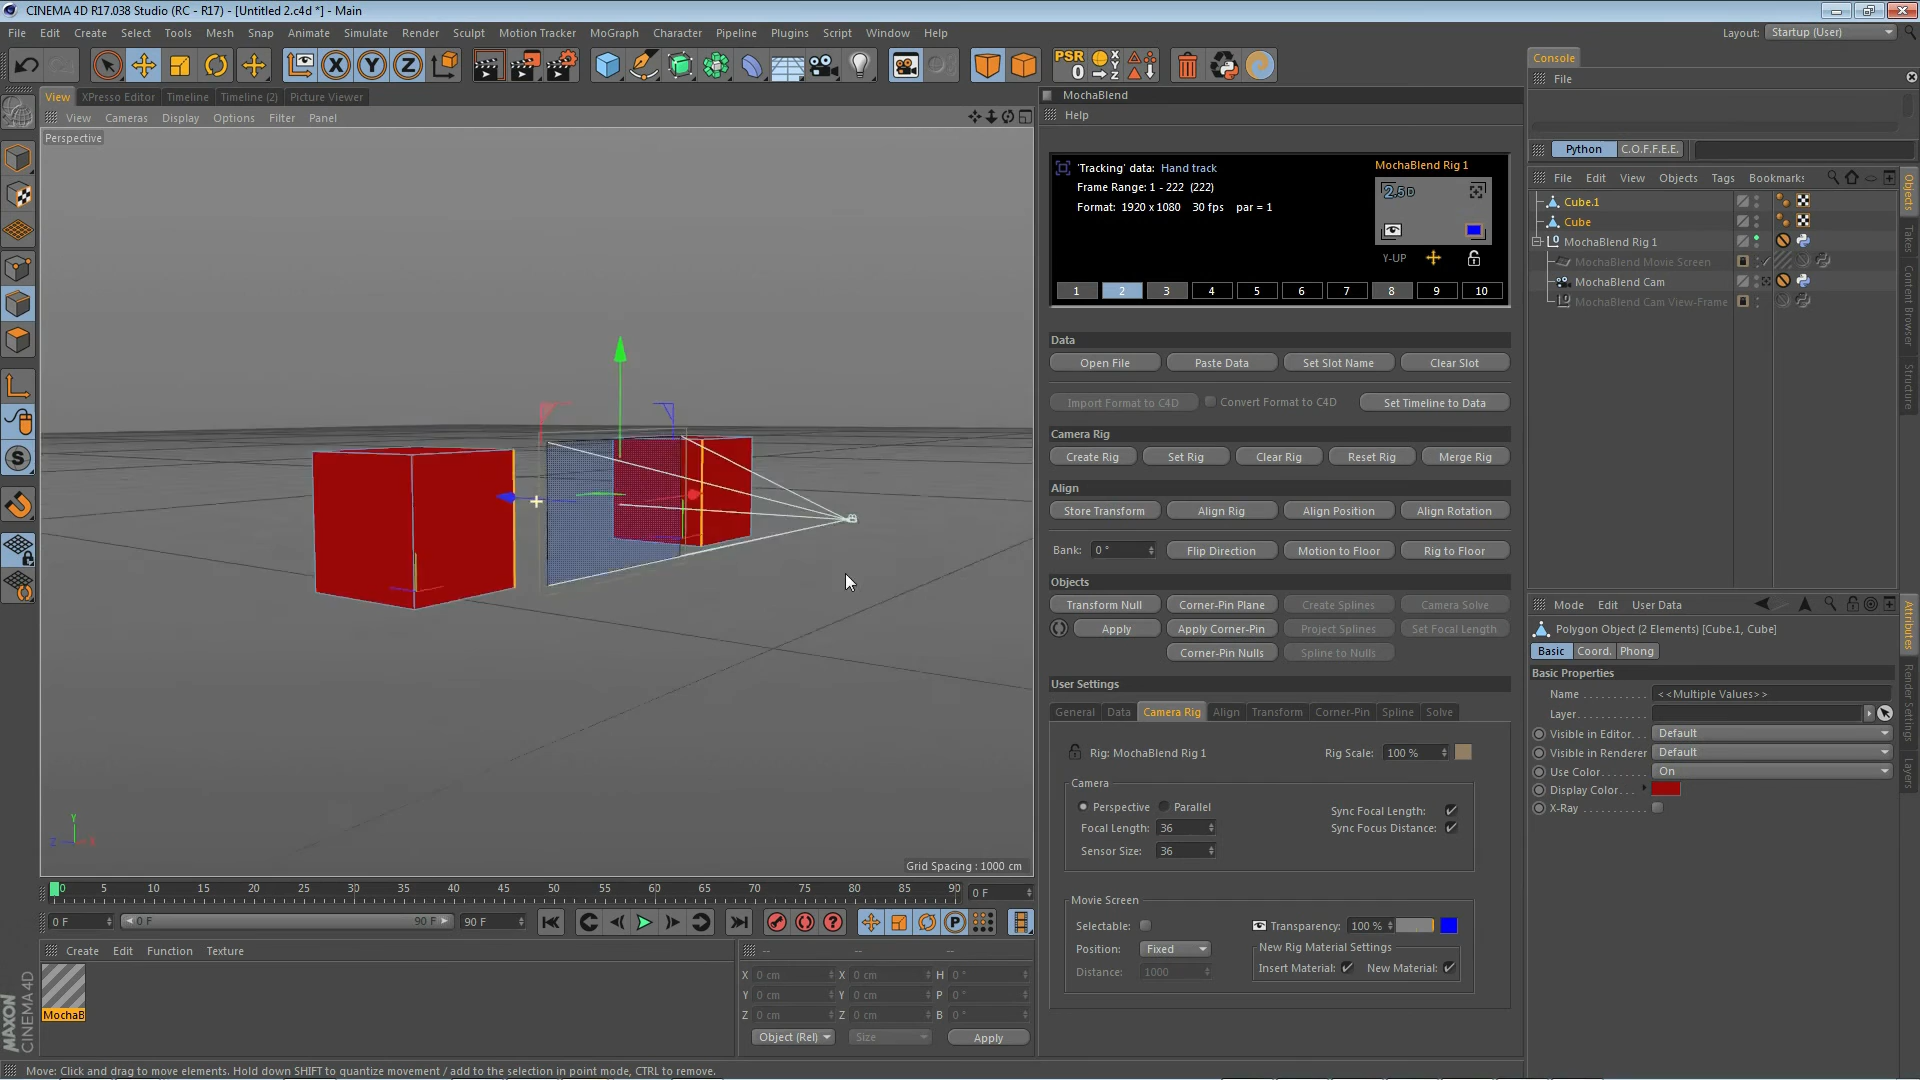 CINEMA 4D R17.038 Studio (RC - R17) - [Untitled 2.c4d *] - Main
File Edit Create Select Tools Mesh Snap Animate Simulate Render Sculpt Motion Tracker MoGraph Character Pipeline Plugins Script Window Help
Layout: Startup (User)
PSR 0
X Y Z
Console
View XPresso Editor Timeline Timeline (2) Picture Viewer
MochaBlend
File
View Cameras Display Options Filter Panel
Help
Perspective
Python C.O.F.F.E.E.
'Tracking' data: Hand track
Frame Range: 1 - 222 (222)
Format: 1920 x 1080 30 fps par = 1
MochaBlend Rig 1
2.5D
Y-UP
1 2 3 4 5 6 7 8 9 10
File Edit View Objects Tags Bookmarks
Cube.1
Cube
MochaBlend Rig 1
MochaBlend Movie Screen
MochaBlend Cam
MochaBlend Cam View-Frame
Objects
Takes
Content Browser
Structure
Data
Open File Paste Data Set Slot Name Clear Slot
Import Format to C4D Convert Format to C4D Set Timeline to Data
Camera Rig
Create Rig Set Rig Clear Rig Reset Rig Merge Rig
Align
Store Transform Align Rig Align Position Align Rotation
Bank: 0 ° Flip Direction Motion to Floor Rig to Floor
Objects
Transform Null Corner-Pin Plane Create Splines Camera Solve
Apply Apply Corner-Pin Project Splines Set Focal Length
Corner-Pin Nulls Spline to Nulls
User Settings
General Data Camera Rig Align Transform Corner-Pin Spline Solve
Rig: MochaBlend Rig 1 Rig Scale: 100 %
Camera
Perspective Parallel
Sync Focal Length:
Focal Length: 36
Sync Focus Distance:
Sensor Size: 36
Movie Screen
Selectable: Transparency: 100 %
Position: Fixed
New Rig Material Settings
Distance: 1000
Insert Material: New Material:
Mode Edit User Data
Polygon Object (2 Elements) [Cube.1, Cube]
Basic Coord. Phong
Basic Properties
Name <<Multiple Values>>
Layer
Visible in Editor Default
Visible in Renderer Default
Use Color On
Display Color
X-Ray
Attributes
Render Settings
Layers
Y
Z X
Grid Spacing : 1000 cm
0 5 10 15 20 25 30 35 40 45 50 55 60 65 70 75 80 85 90
0 F
0 F 0 F 90 F 90 F
Create Edit Function Texture
-- -- --
MochaB
X 0 cm X 0 cm H 0 °
Y 0 cm Y 0 cm P 0 °
Z 0 cm Z 0 cm B 0 °
Object (Rel) Size Apply
MAXON
CINEMA 4D
Move: Click and drag to move elements. Hold down SHIFT to quantize movement / add to the selection in point mode, CTRL to remove.